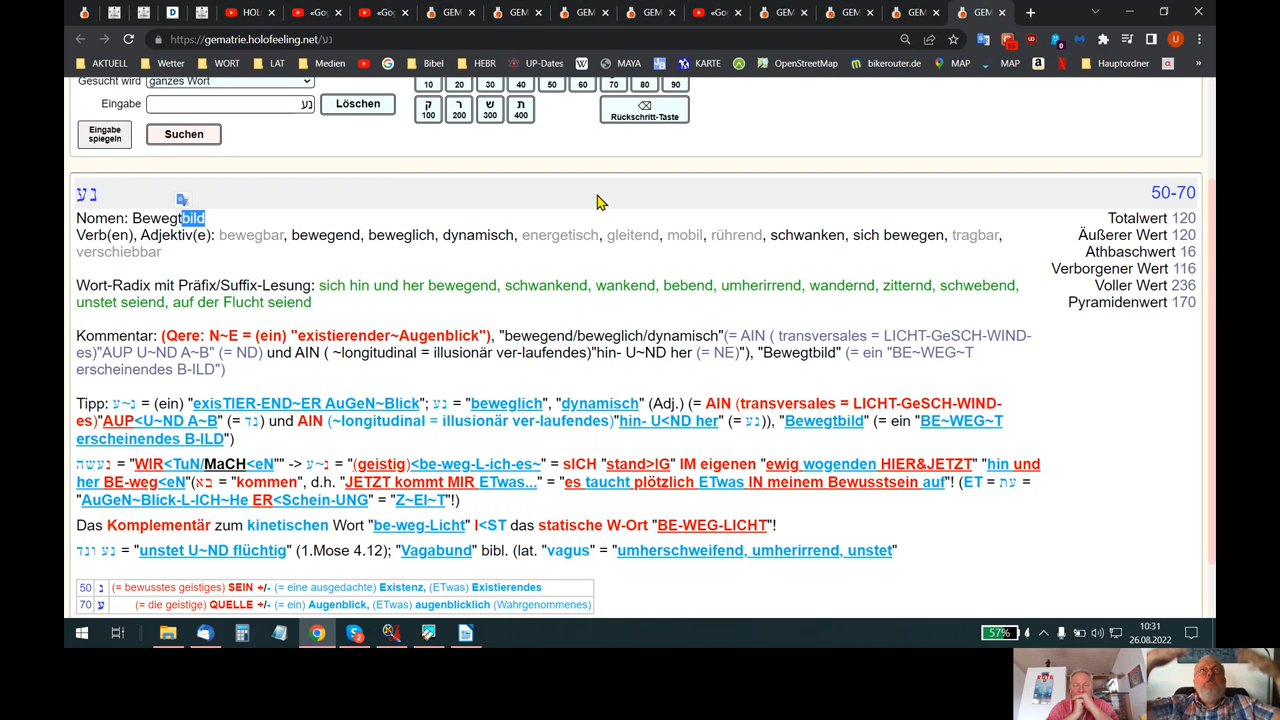 HOL
«Gog
«Gog
GEM
GEM
GEM
GEM
«Gog
GEM
GEM
GEM
GEM
https://gematrie.holofeeling.net/נע
AKTUELL Wetter WORT LAT Medien Bibel HEBR UP-Dates MAYA KARTE OpenStreetMap bikerouter.de MAP MAP Hauptordner
Gesucht wird ganzes Wort
10 20 30 40 50 60 70 80 90
Eingabe נע Löschen
ק ר ש ת
100 200 300 400
Rückschritt-Taste
Eingabe spiegeln
Suchen
נע 50-70
Nomen: Bewegtbild Totalwert 120
Verb(en), Adjektiv(e): bewegbar, bewegend, beweglich, dynamisch, energetisch, gleitend, mobil, rührend, schwanken, sich bewegen, tragbar, Äußerer Wert 120
verschiebbar Athbaschwert 16
Verborgener Wert 116
Wort-Radix mit Präfix/Suffix-Lesung: sich hin und her bewegend, schwankend, wankend, bebend, umherirrend, wandernd, zitternd, schwebend, Voller Wert 236
unstet seiend, auf der Flucht seiend Pyramidenwert 170
Kommentar: (Qere: N~E = (ein) "existierender~Augenblick"), "bewegend/beweglich/dynamisch"(= AIN ( transversales = LICHT-GeSCH-WIND-
es)"AUP U~ND A~B" (= ND) und AIN ( ~longitudinal = illusionär ver-laufendes)"hin- U~ND her (= NE)"), "Bewegtbild" (= ein "BE~WEG~T
erscheinendes B-ILD")
Tipp: נ~ע = (ein) "exisTIER-END~ER AuGeN~Blick"; נע = "beweglich", "dynamisch" (Adj.) (= AIN (transversales = LICHT-GeSCH-WIND-
es)"AUP<U~ND A~B" (= נד) und AIN (~longitudinal = illusionär ver-laufendes)"hin- U<ND her" (= נע)), "Bewegtbild" (= ein "BE~WEG~T
erscheinendes B-ILD")
נעשה = "WIR<TuN/MaCH<eN"" -> נ~ע = "(geistig)<be-weg-L-ich-es~" = sICH "stand>IG" IM eigenen "ewig wogenden HIER&JETZT" "hin und
her BE-weg<eN"(בא = "kommen", d.h. "JETZT kommt MIR ETwas..." = "es taucht plötzlich ETwas IN meinem Bewusstsein auf"! (ET = עת =
"AuGeN~Blick-L-ICH~He ER<Schein-UNG" = "Z~EI~T"!)
Das Komplementär zum kinetischen Wort "be-weg-Licht" I<ST das statische W-Ort "BE-WEG-LICHT"!
נע ונד = "unstet U~ND flüchtig" (1.Mose 4.12); "Vagabund" bibl. (lat. "vagus" = "umherschweifend, umherirrend, unstet"
50 נ (= bewusstes geistiges) SEIN +/- (= eine ausgedachte) Existenz, (ETwas) Existierendes
70 ע (= die geistige) QUELLE +/- (= ein) Augenblick, (ETwas) augenblicklich (Wahrgenommenes)
57%
10:31
26.08.2022